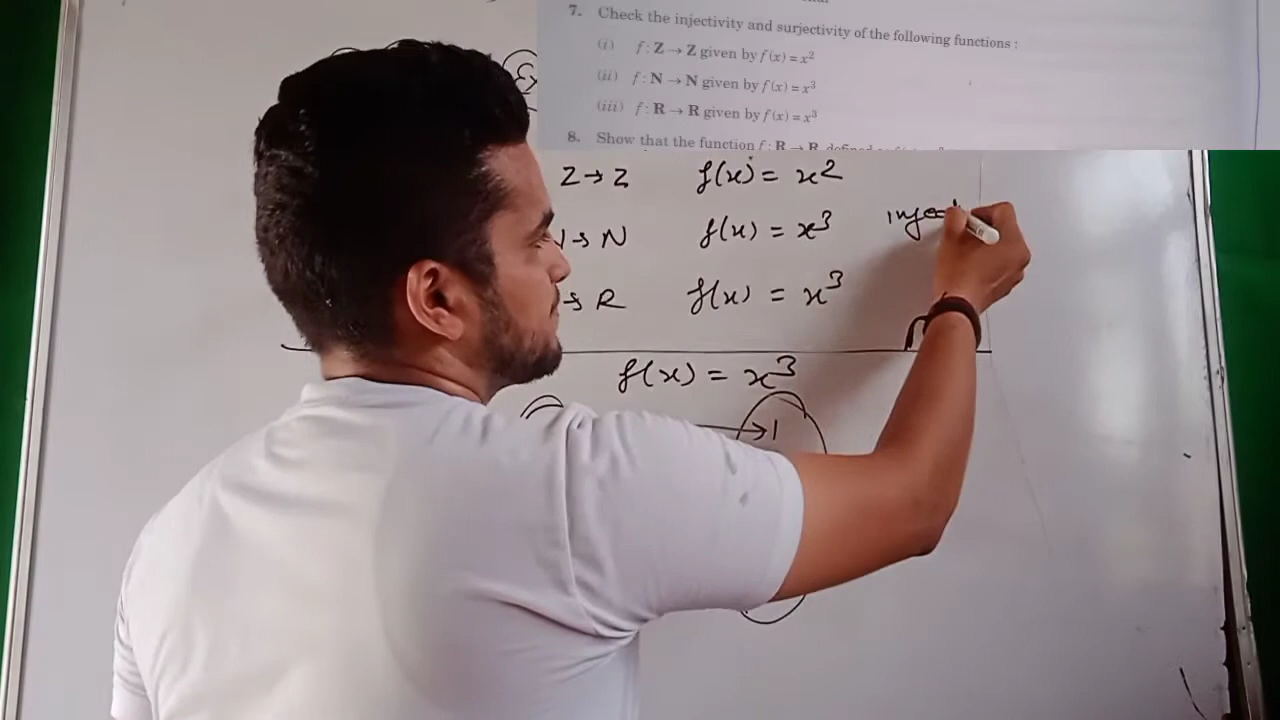 7. Check the injectivity and surjectivity of the following functions :
(i) f : Z → Z given by f(x) = x²
(ii) f : N → N given by f(x) = x³
(iii) f : R → R given by f(x) = x³
8. Show that the function f : R → R
Z → Z f(x) = x²
→ N f(x) = x³
inject
→ R f(x) = x³
f(x) = x³
→ 1